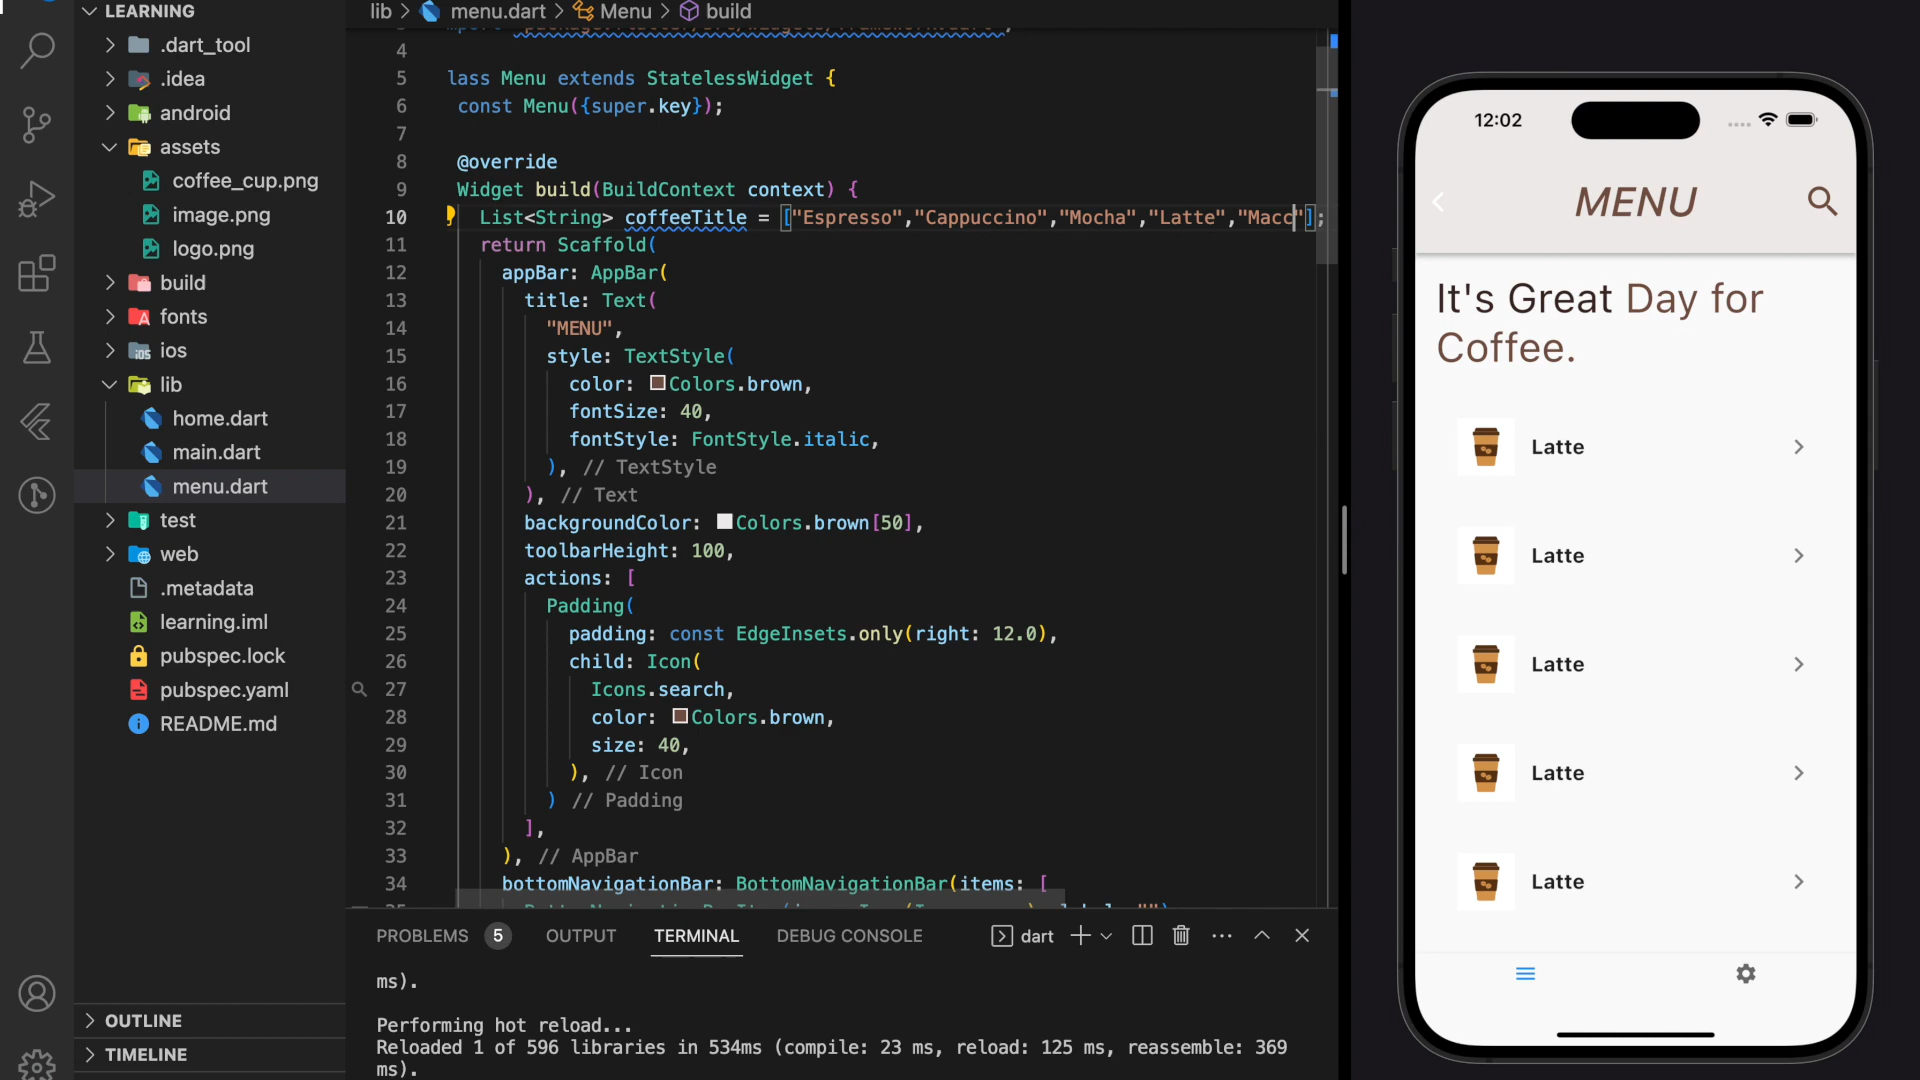 LEARNING
.dart_tool
.idea
android
assets
coffee_cup.png
image.png
logo.png
build
fonts
ios
lib
home.dart
main.dart
menu.dart
test
web
.metadata
learning.iml
pubspec.lock
pubspec.yaml
README.md
OUTLINE
TIMELINE
lib > menu.dart > Menu > build
4
5 lass Menu extends StatelessWidget {
6 const Menu({super.key});
7
8 @override
9 Widget build(BuildContext context) {
10 List<String> coffeeTitle = ["Espresso","Cappuccino","Mocha","Latte","Macc"];
11 return Scaffold(
12 appBar: AppBar(
13 title: Text(
14 "MENU",
15 style: TextStyle(
16 color: Colors.brown,
17 fontSize: 40,
18 fontStyle: FontStyle.italic,
19 ), // TextStyle
20 ), // Text
21 backgroundColor: Colors.brown[50],
22 toolbarHeight: 100,
23 actions: [
24 Padding(
25 padding: const EdgeInsets.only(right: 12.0),
26 child: Icon(
27 Icons.search,
28 color: Colors.brown,
29 size: 40,
30 ), // Icon
31 ) // Padding
32 ],
33 ), // AppBar
34 bottomNavigationBar: BottomNavigationBar(items: [
PROBLEMS 5 OUTPUT TERMINAL DEBUG CONSOLE dart
ms).
Performing hot reload...
Reloaded 1 of 596 libraries in 534ms (compile: 23 ms, reload: 125 ms, reassemble: 369
ms).
12:02
MENU
It's Great Day for
Coffee.
Latte
Latte
Latte
Latte
Latte